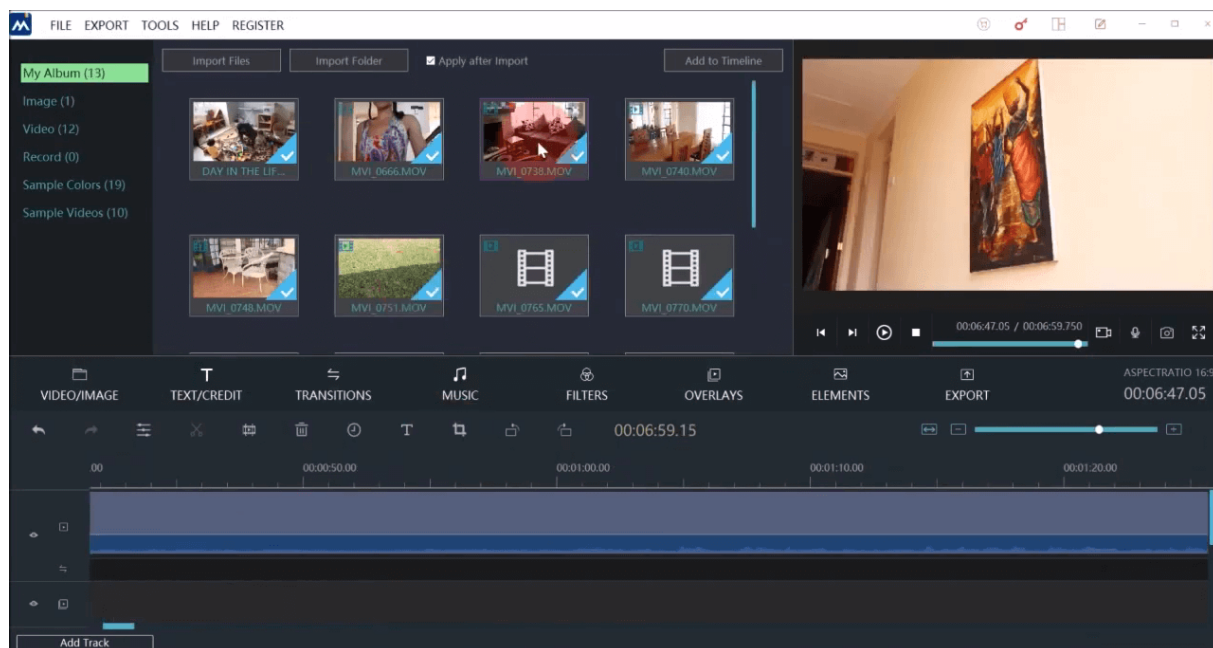 FILE EXPORT TOOLS HELP REGISTER
My Album (13)
Image (1)
Video (12)
Record (0)
Sample Colors (19)
Sample Videos (10)
Import Files Import Folder Apply after Import Add to Timeline
DAY IN THE LIF... MVI_0666.MOV MVI_0738.MOV MVI_0740.MOV
MVI_0748.MOV MVI_0751.MOV MVI_0765.MOV MVI_0770.MOV
00:06:47.05 / 00:06:59.750
VIDEO/IMAGE TEXT/CREDIT TRANSITIONS MUSIC FILTERS OVERLAYS ELEMENTS EXPORT
ASPECTRATIO 16:9
00:06:47.05
00:06:59.15
.00 00:00:50.00 00:01:00.00 00:01:10.00 00:01:20.00
Add Track